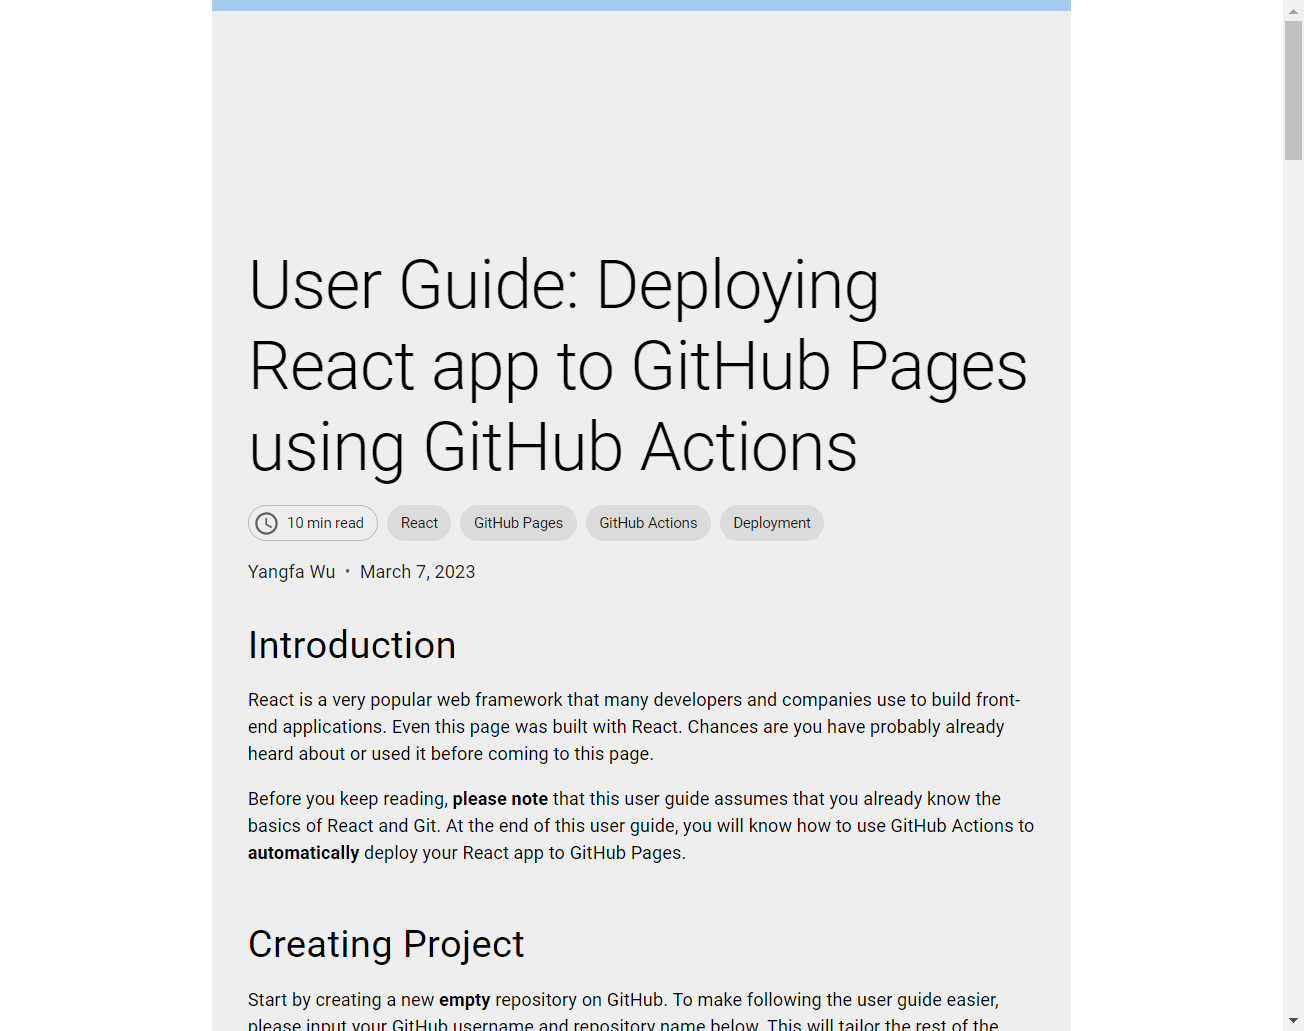 User Guide: Deploying
React app to GitHub Pages
using GitHub Actions
10 min read React GitHub Pages GitHub Actions Deployment
Yangfa Wu • March 7, 2023
Introduction
React is a very popular web framework that many developers and companies use to build front-
end applications. Even this page was built with React. Chances are you have probably already
heard about or used it before coming to this page.
Before you keep reading, please note that this user guide assumes that you already know the
basics of React and Git. At the end of this user guide, you will know how to use GitHub Actions to
automatically deploy your React app to GitHub Pages.
Creating Project
Start by creating a new empty repository on GitHub. To make following the user guide easier,
please input your GitHub username and repository name below. This will tailor the rest of the